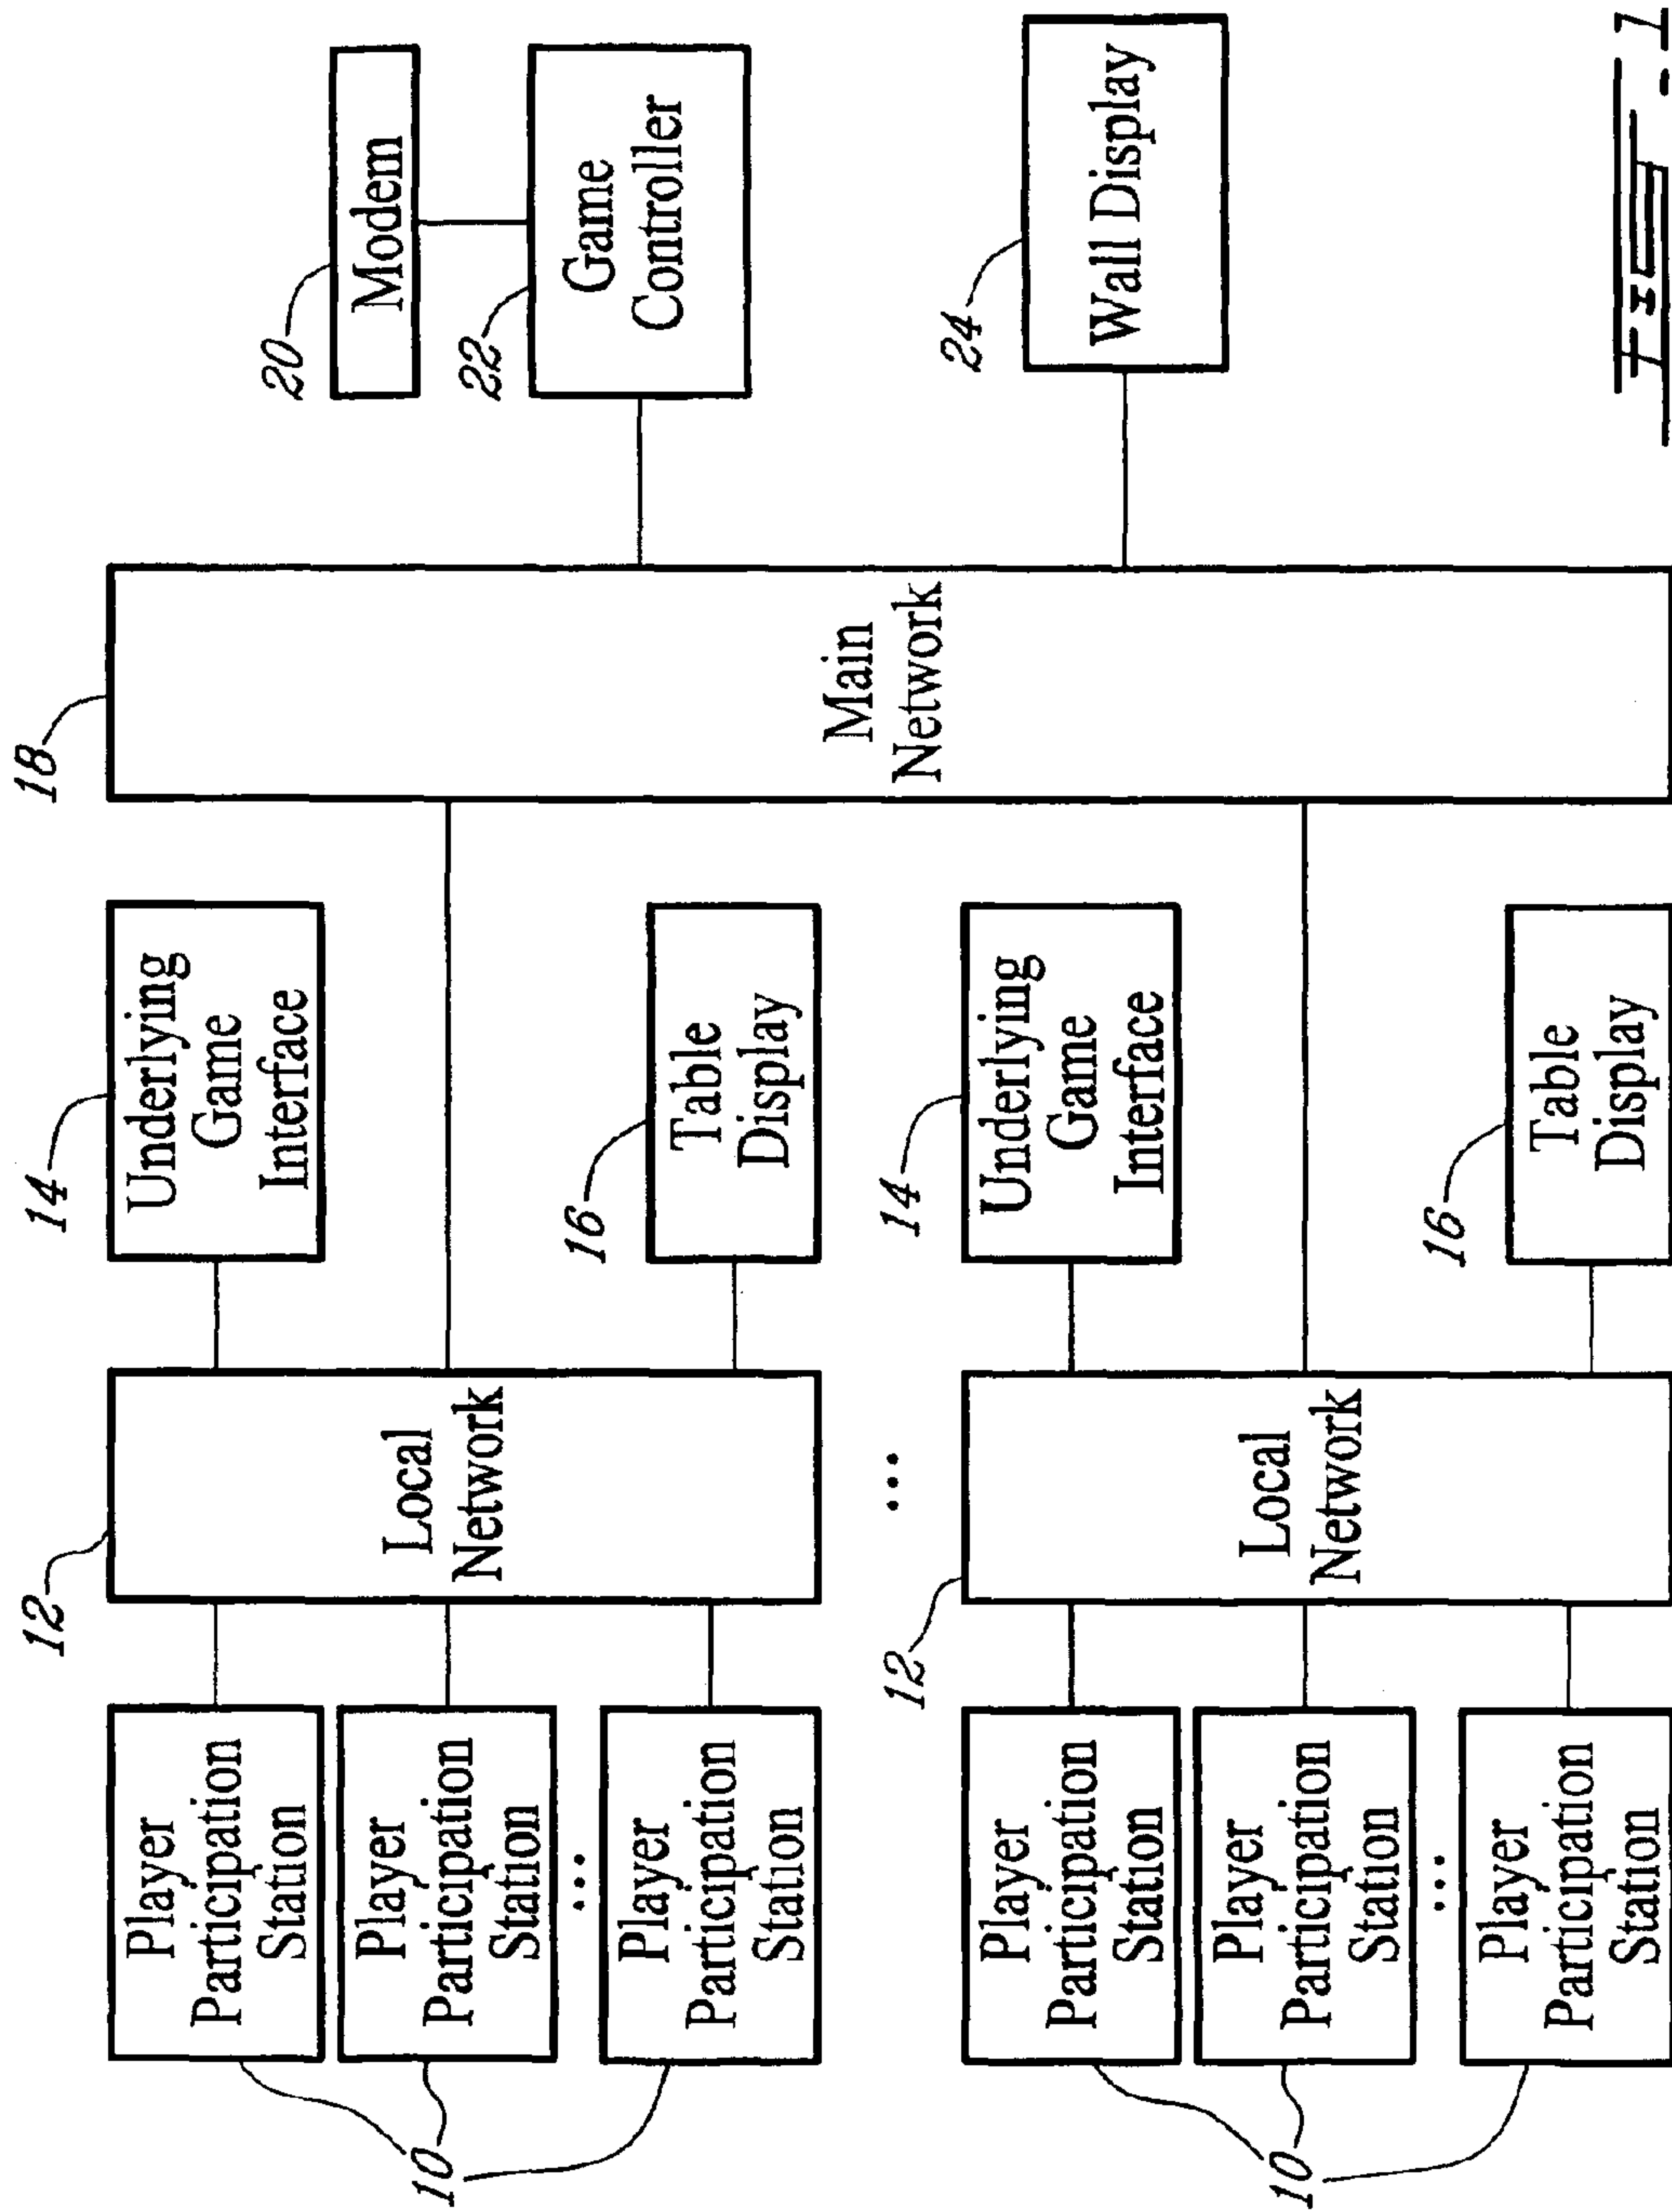 10
Player
Participation
Station
Player
Participation
Station
...
Player
Participation
Station
12
Local
Network
14
Underlying
Game
Interface
16
Table
Display
...
10
Player
Participation
Station
Player
Participation
Station
...
Player
Participation
Station
12
Local
Network
14
Underlying
Game
Interface
16
Table
Display
18
Main
Network
20
Modem
22
Game
Controller
24
Wall Display
FIG-1